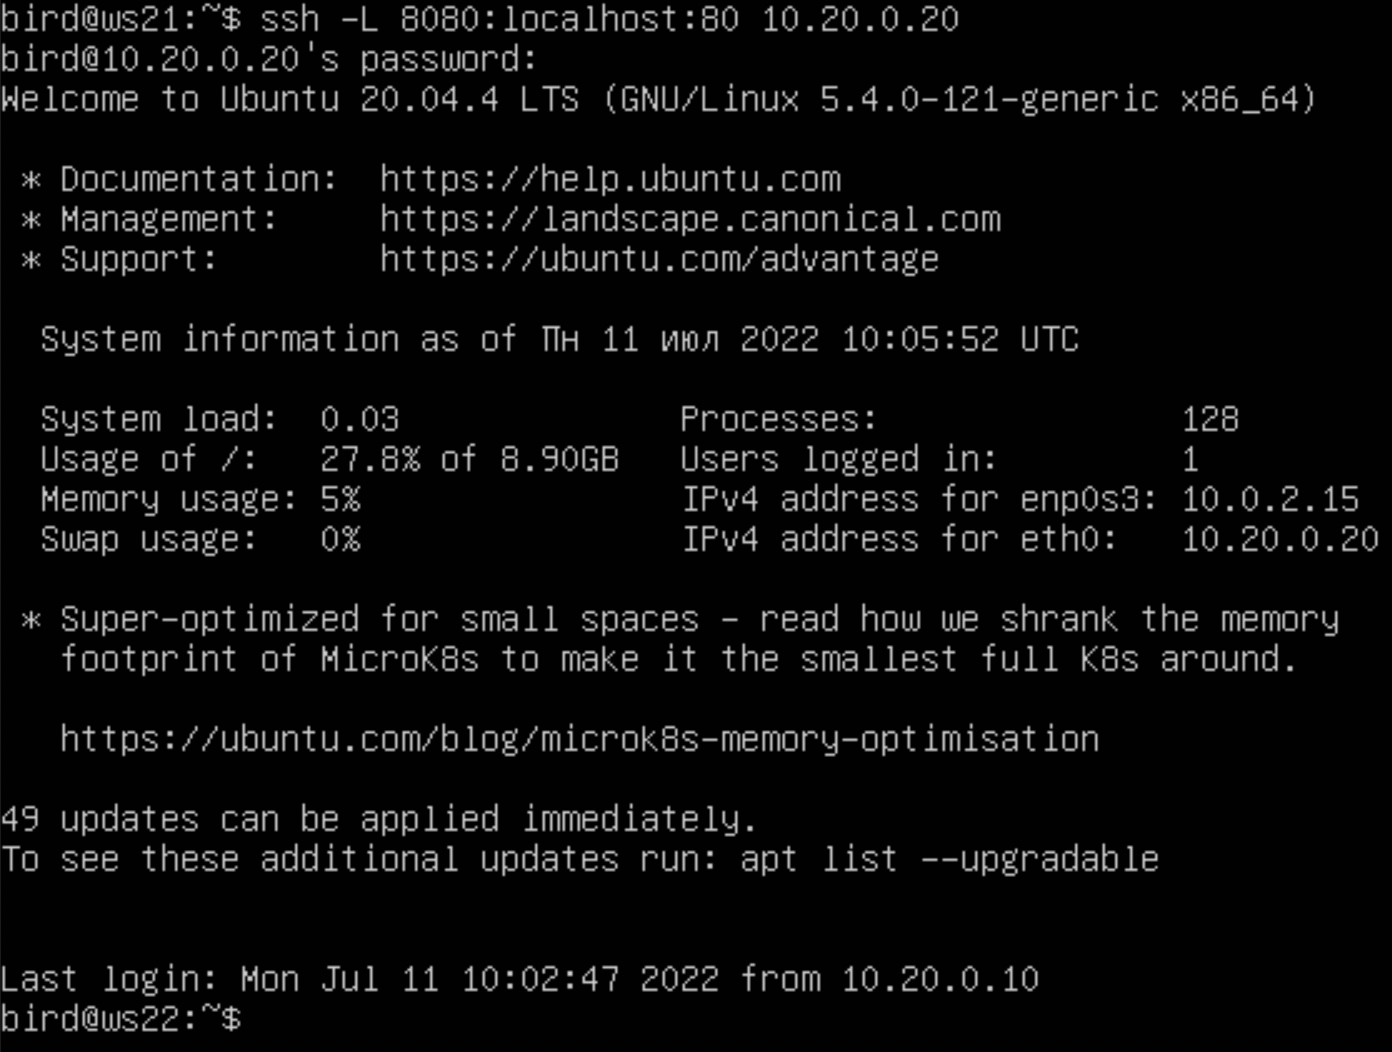 bird@ws21:~$ ssh -L 8080:localhost:80 10.20.0.20
bird@10.20.0.20's password:
Welcome to Ubuntu 20.04.4 LTS (GNU/Linux 5.4.0-121-generic x86_64)
* Documentation:  https://help.ubuntu.com
* Management:     https://landscape.canonical.com
* Support:        https://ubuntu.com/advantage
System information as of Пн 11 июл 2022 10:05:52 UTC
System load:  0.03              Processes:               128
Usage of /:   27.8% of 8.90GB   Users logged in:         1
Memory usage: 5%                IPv4 address for enp0s3: 10.0.2.15
Swap usage:   0%                IPv4 address for eth0:   10.20.0.20
* Super-optimized for small spaces - read how we shrank the memory
footprint of MicroK8s to make it the smallest full K8s around.
https://ubuntu.com/blog/microk8s-memory-optimisation
49 updates can be applied immediately.
To see these additional updates run: apt list --upgradable
Last login: Mon Jul 11 10:02:47 2022 from 10.20.0.10
bird@ws22:~$